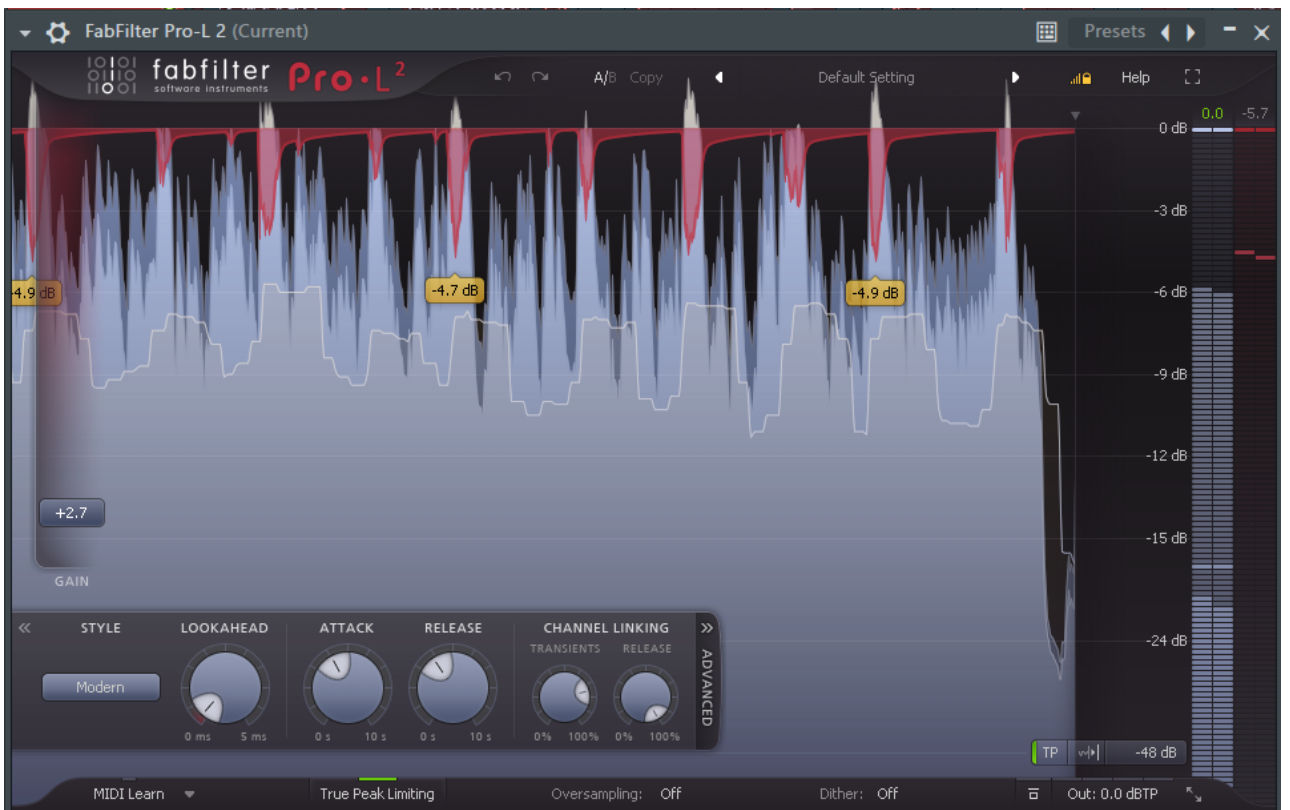 FabFilter Pro-L 2 (Current)
Presets
fabfilter
software instruments
Pro·L 2
A/B Copy
Default Setting
Help
0.0 -5.7
0 dB
-3 dB
-4.9 dB
-4.7 dB
-4.9 dB
-6 dB
-9 dB
-12 dB
+2.7
-15 dB
GAIN
STYLE LOOKAHEAD ATTACK RELEASE CHANNEL LINKING
TRANSIENTS RELEASE
-24 dB
Modern
ADVANCED
0 ms 5 ms 0 s 10 s 0 s 10 s 0% 100% 0% 100%
TP -48 dB
MIDI Learn True Peak Limiting Oversampling: Off Dither: Off Out: 0.0 dBTP